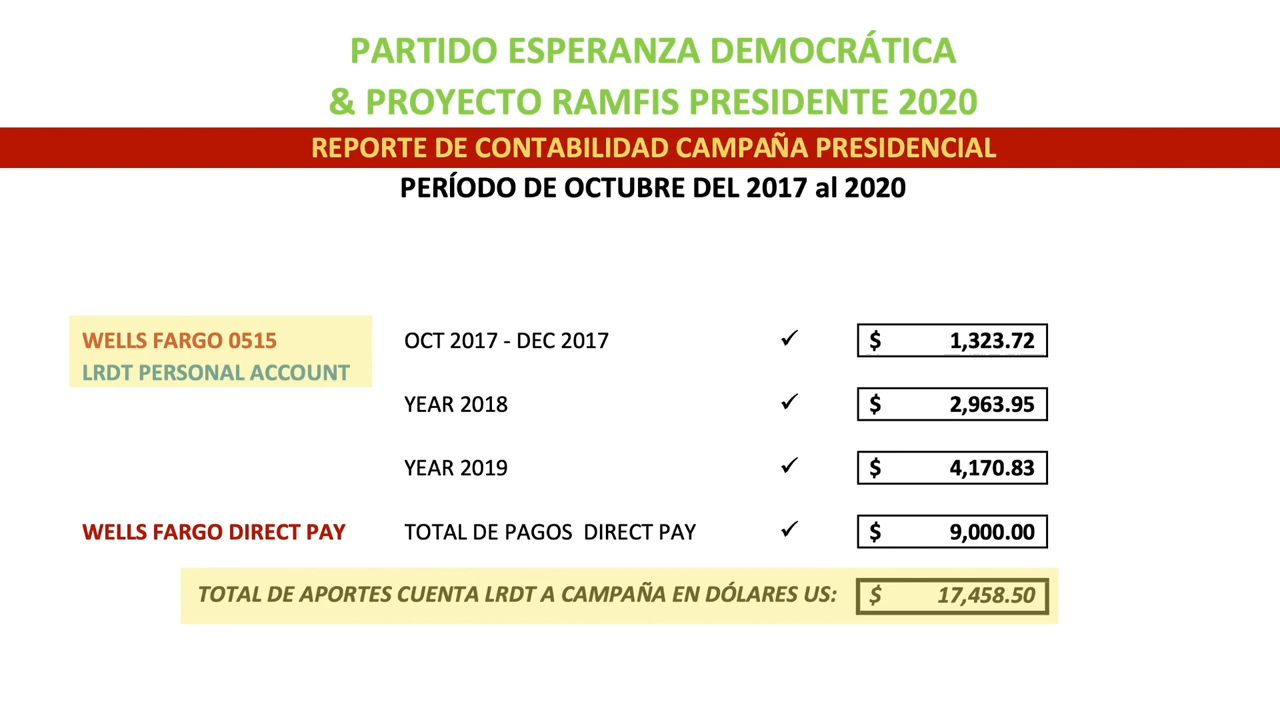 PARTIDO ESPERANZA DEMOCRÁTICA
& PROYECTO RAMFIS PRESIDENTE 2020
REPORTE DE CONTABILIDAD CAMPAÑA PRESIDENCIAL
PERÍODO DE OCTUBRE DEL 2017 al 2020
WELLS FARGO 0515 OCT 2017 - DEC 2017 ✓ $ 1,323.72
LRDT PERSONAL ACCOUNT
YEAR 2018 ✓ $ 2,963.95
YEAR 2019 ✓ $ 4,170.83
WELLS FARGO DIRECT PAY TOTAL DE PAGOS DIRECT PAY ✓ $ 9,000.00
TOTAL DE APORTES CUENTA LRDT A CAMPAÑA EN DÓLARES US: $ 17,458.50